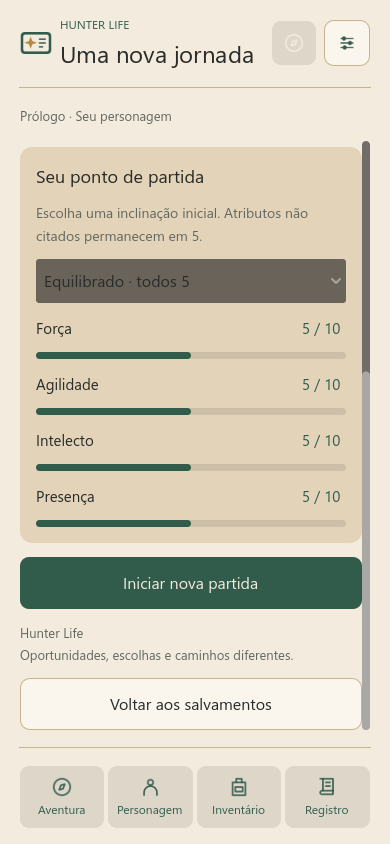 HUNTER LIFE
Uma nova jornada
Prólogo · Seu personagem
Seu ponto de partida
Escolha uma inclinação inicial. Atributos não
citados permanecem em 5.
Equilibrado · todos 5
Força 5 / 10
Agilidade 5 / 10
Intelecto 5 / 10
Presença 5 / 10
Iniciar nova partida
Hunter Life
Oportunidades, escolhas e caminhos diferentes.
Voltar aos salvamentos
Aventura Personagem Inventário Registro